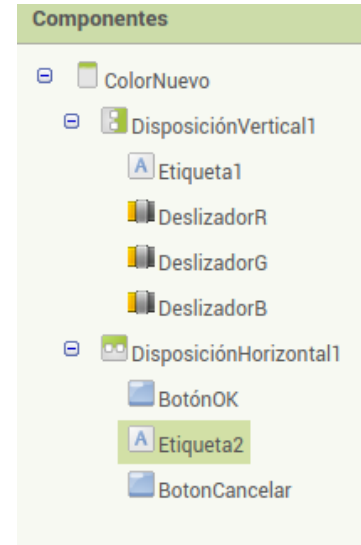 Componentes
ColorNuevo
DisposiciónVertical1
A Etiqueta1
DeslizadorR
DeslizadorG
DeslizadorB
DisposiciónHorizontal1
BotónOK
A Etiqueta2
BotonCancelar